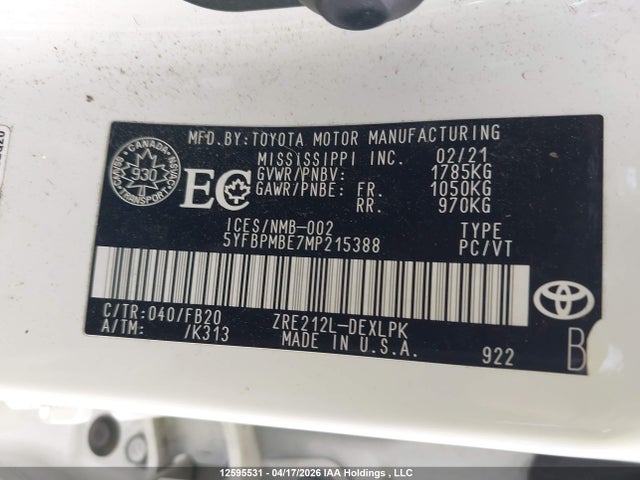 MFD.BY:TOYOTA MOTOR MANUFACTURING
MISSISSIPPI INC. 02/21
GVWR/PNBV: 1785KG
GAWR/PNBE: FR. 1050KG
RR. 970KG
CANADA
930
TRANSPORT
EC
ICES/NMB-002 TYPE
5YFBPMBE7MP215388 PC/VT
C/TR:040/FB20 ZRE212L-DEXLPK
A/TM: /K313 MADE IN U.S.A.
922
B
12595531 - 04/17/2026 IAA Holdings , LLC